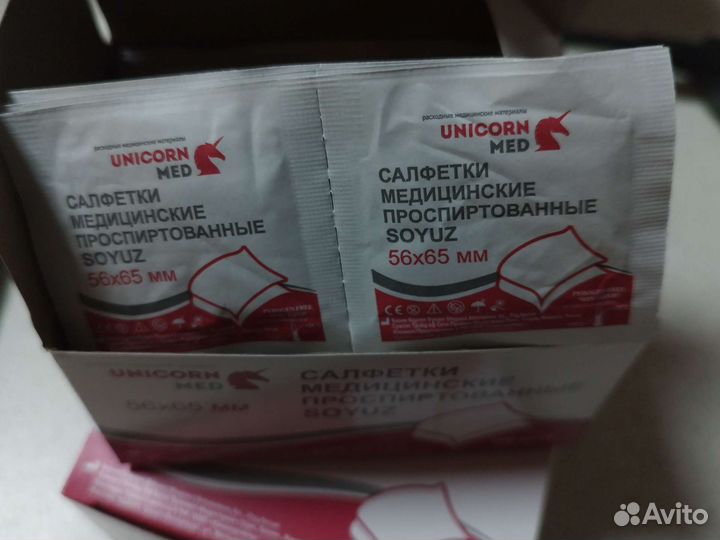 расходные медицинские материалы
UNICORN
MED
САЛФЕТКИ
МЕДИЦИНСКИЕ
ПРОСПИРТОВАННЫЕ
SOYUZ
56x65 мм
расходные медицинские материалы
UNICORN
MED
САЛФЕТКИ
МЕДИЦИНСКИЕ
ПРОСПИРТОВАННЫЕ
SOYUZ
56x65 мм
UNICORN
MED
56x65 мм
САЛФЕТКИ
МЕДИЦИНСКИЕ
ПРОСПИРТОВАННЫЕ
SOYUZ
Avito